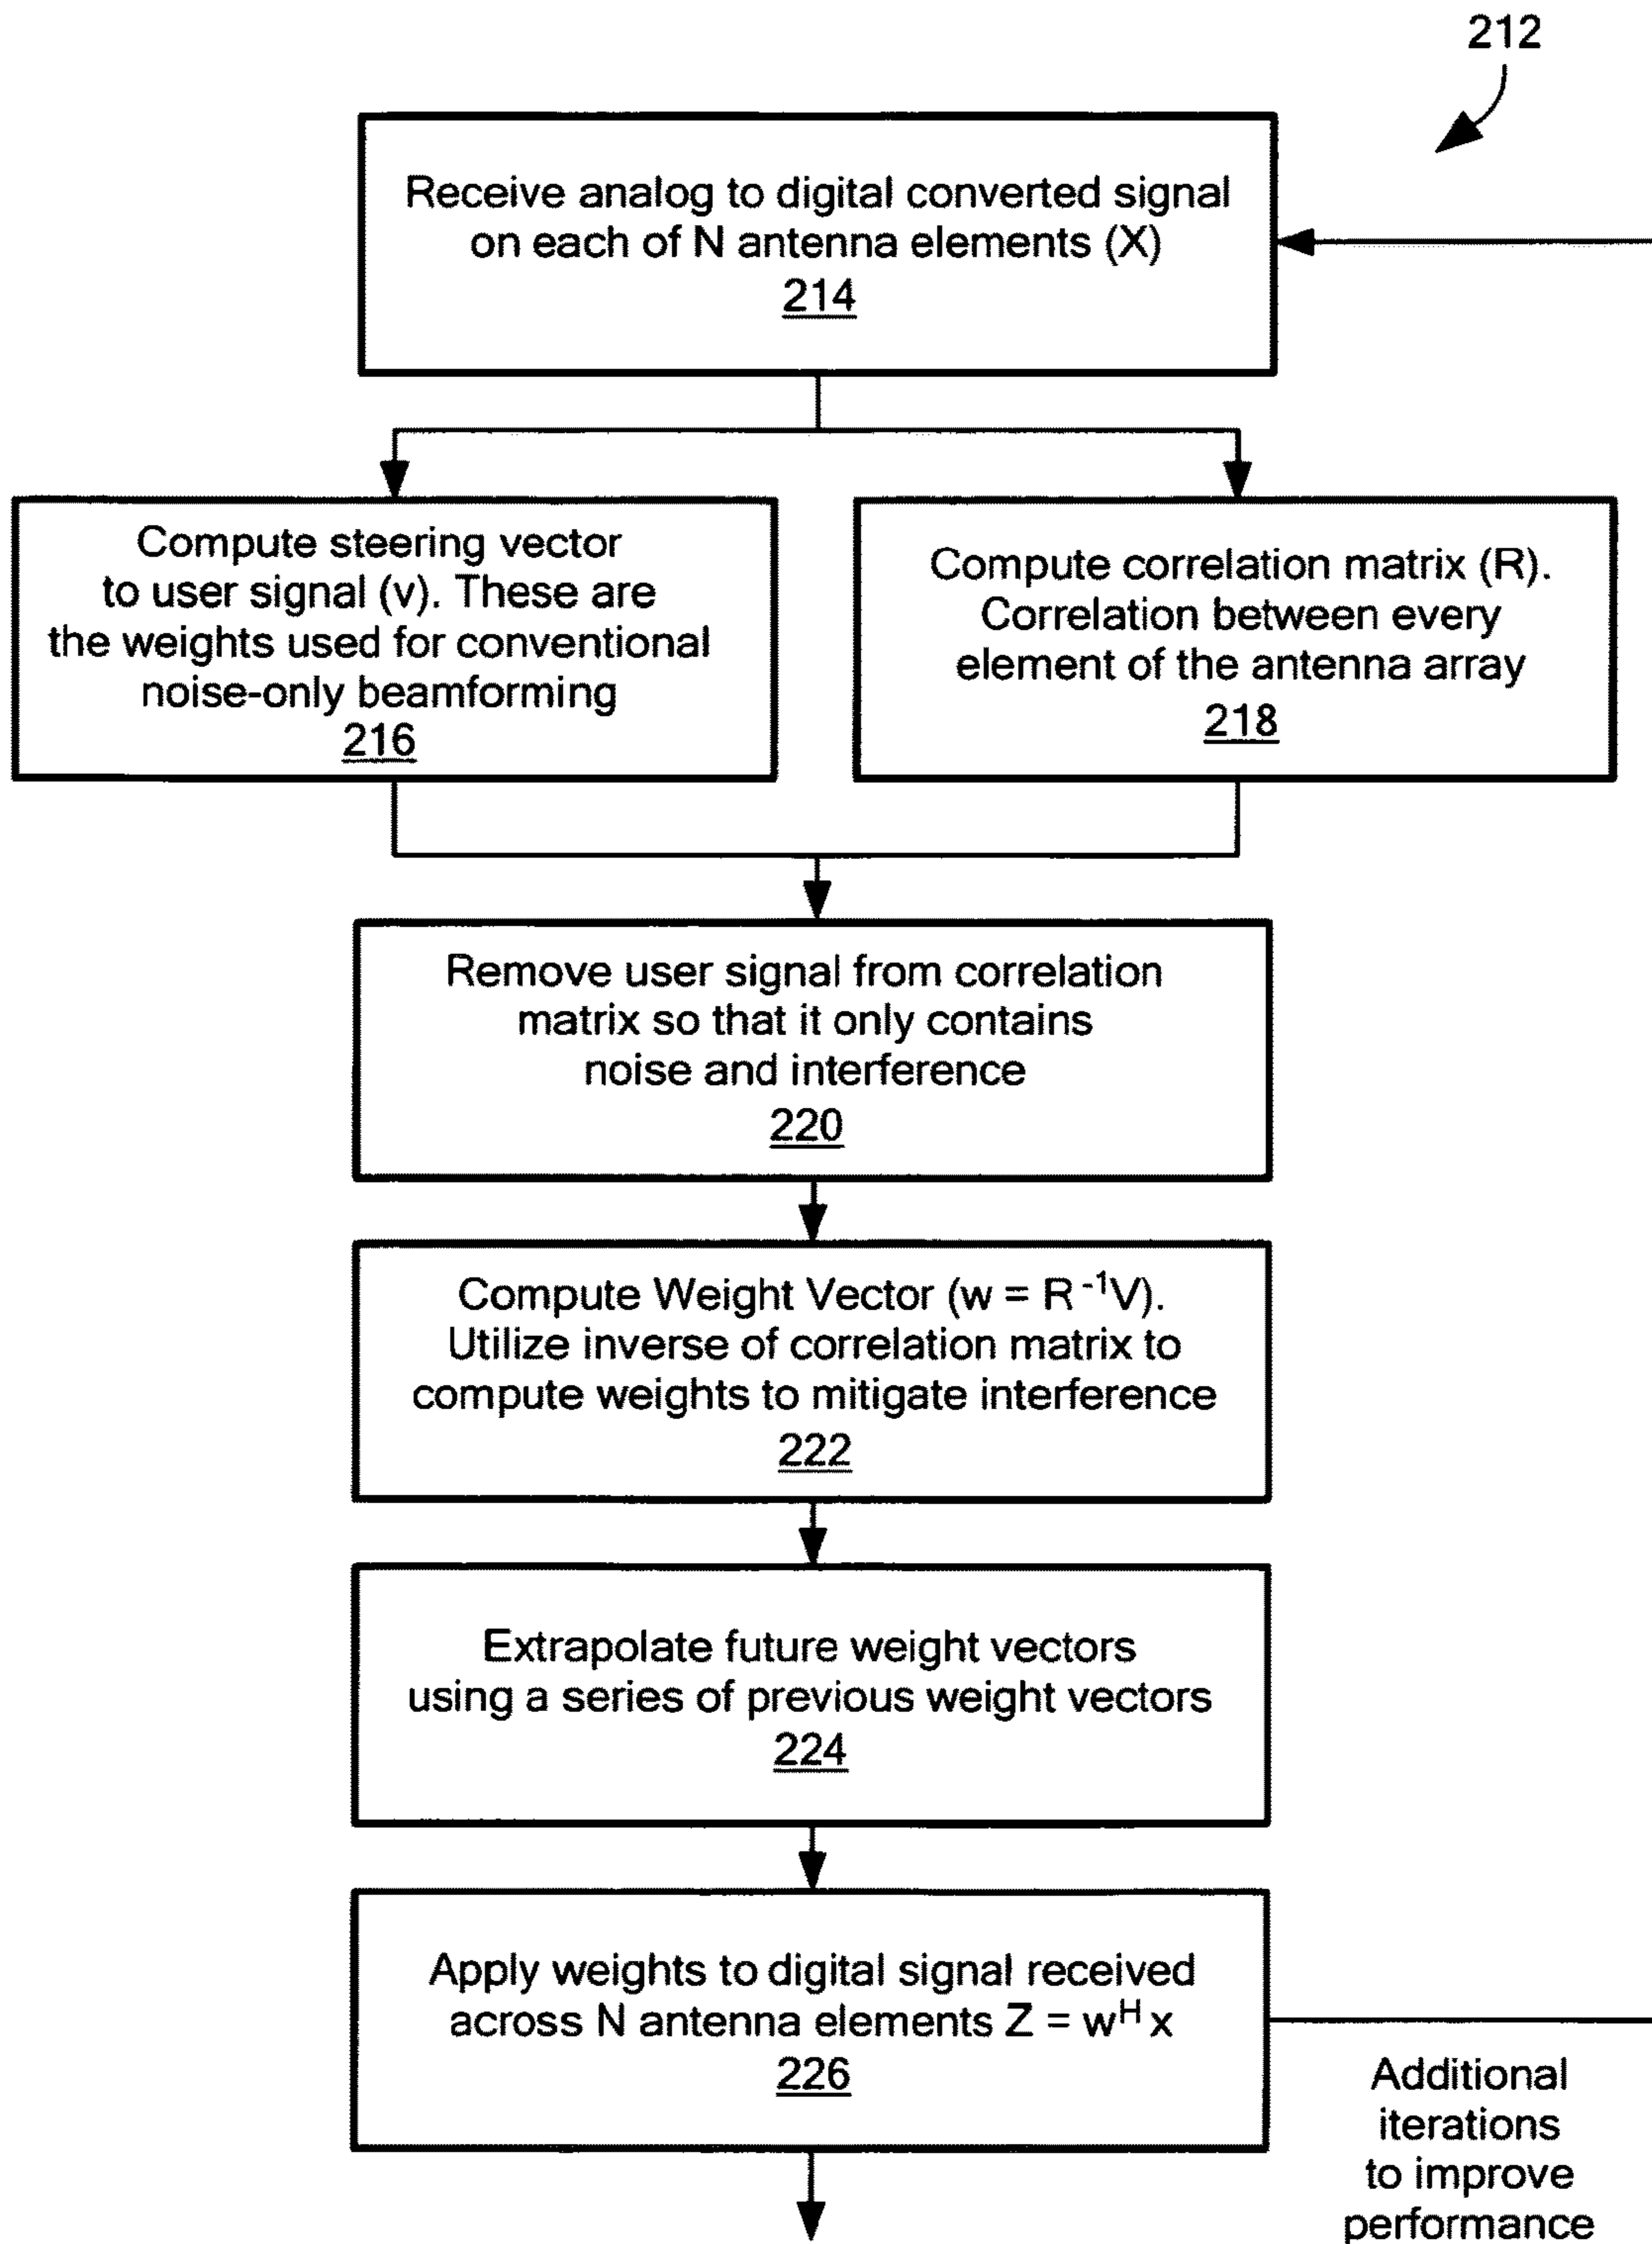 212
Receive analog to digital converted signal
on each of N antenna elements (X)
214
Compute steering vector
to user signal (v). These are
the weights used for conventional
noise-only beamforming
216
Compute correlation matrix (R).
Correlation between every
element of the antenna array
218
Remove user signal from correlation
matrix so that it only contains
noise and interference
220
Compute Weight Vector (w = R⁻¹V).
Utilize inverse of correlation matrix to
compute weights to mitigate interference
222
Extrapolate future weight vectors
using a series of previous weight vectors
224
Apply weights to digital signal received
across N antenna elements Z = wᴴ x
226
Additional
iterations
to improve
performance